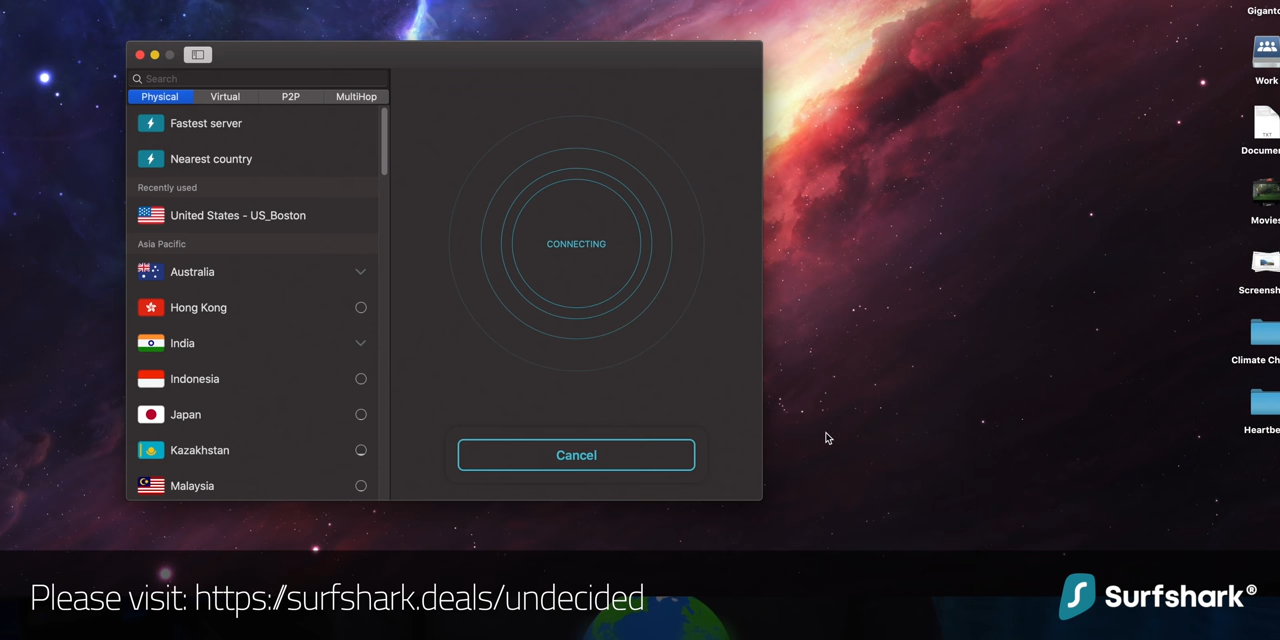 Search
Physical
Virtual
P2P
MultiHop
Fastest server
Nearest country
Recently used
United States - US_Boston
Asia Pacific
Australia
Hong Kong
India
Indonesia
Japan
Kazakhstan
Malaysia
CONNECTING
Cancel
Work
TXT
Movies
Please visit: https://surfshark.deals/undecided
Surfshark®